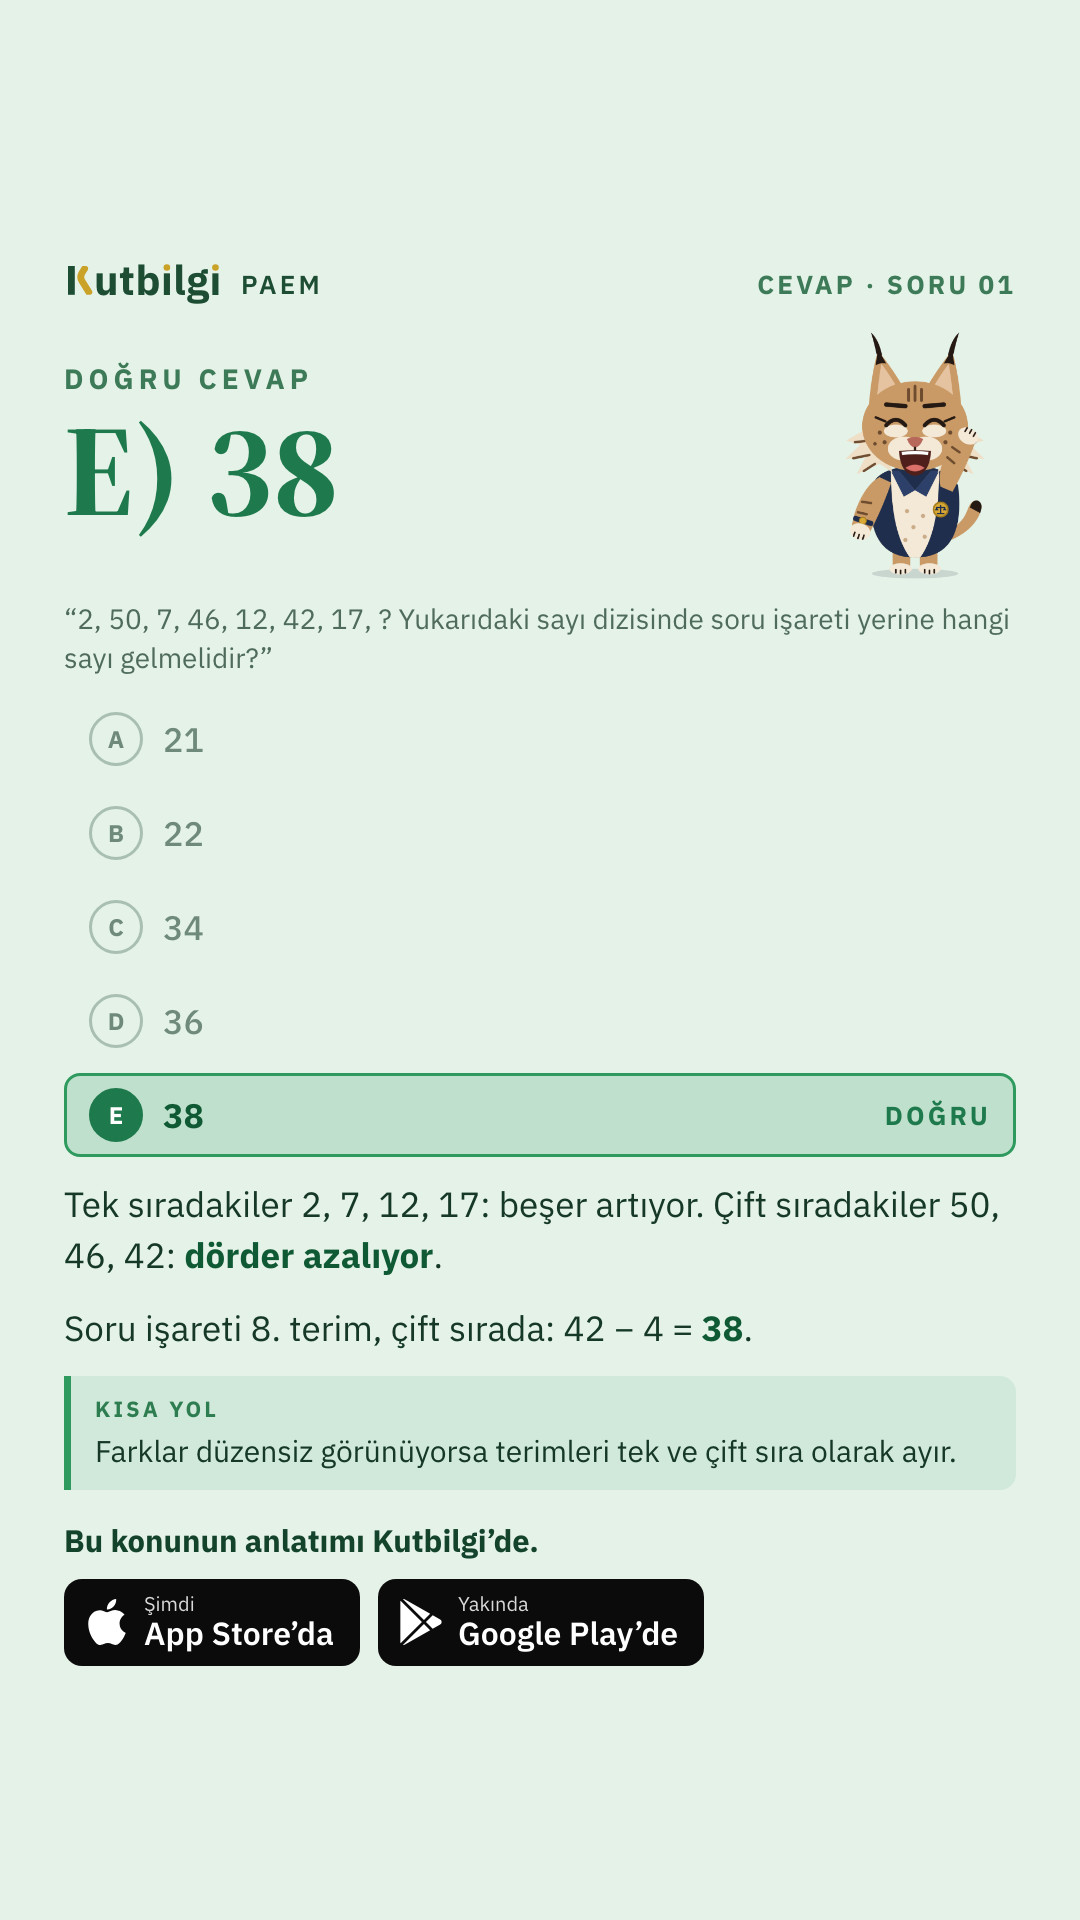 Kutbilgi PAEM
CEVAP · SORU 01
DOĞRU CEVAP
E) 38
“2, 50, 7, 46, 12, 42, 17, ? Yukarıdaki sayı dizisinde soru işareti yerine hangi
sayı gelmelidir?”
A 21
B 22
C 34
D 36
E 38 DOĞRU
Tek sıradakiler 2, 7, 12, 17: beşer artıyor. Çift sıradakiler 50,
46, 42: dörder azalıyor.
Soru işareti 8. terim, çift sırada: 42 − 4 = 38.
KISA YOL
Farklar düzensiz görünüyorsa terimleri tek ve çift sıra olarak ayır.
Bu konunun anlatımı Kutbilgi’de.
Şimdi
App Store’da
Yakında
Google Play’de